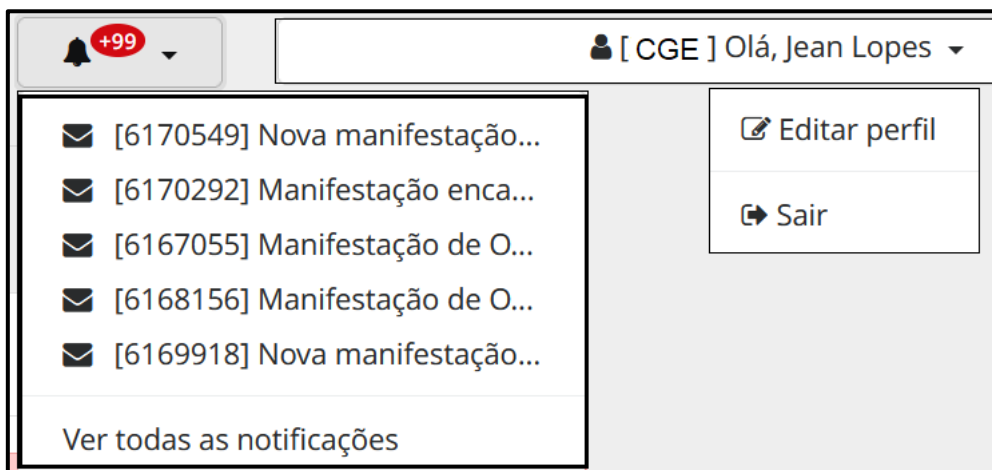 +99
[ CGE ] Olá, Jean Lopes
[6170549] Nova manifestação...
[6170292] Manifestação enca...
[6167055] Manifestação de O...
[6168156] Manifestação de O...
[6169918] Nova manifestação...
Ver todas as notificações
Editar perfil
Sair